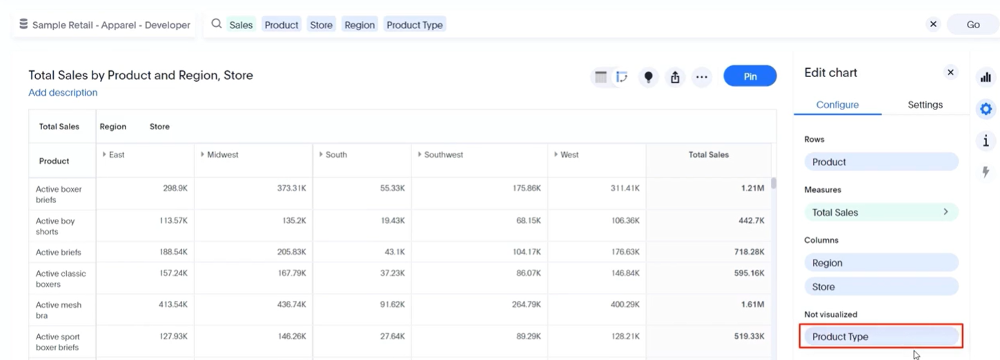 Sample Retail - Apparel - Developer
Sales Product Store Region Product Type
Go
Total Sales by Product and Region, Store
Add description
Pin
Total Sales Region Store
Product East Midwest South Southwest West Total Sales
Active boxer briefs 298.9K 373.31K 55.33K 175.86K 311.41K 1.21M
Active boy shorts 113.57K 135.2K 19.43K 68.15K 106.36K 442.7K
Active briefs 188.54K 205.83K 43.1K 104.17K 176.63K 718.28K
Active classic boxers 157.24K 167.79K 37.23K 86.07K 146.84K 595.16K
Active mesh bra 413.54K 436.74K 91.62K 264.79K 400.29K 1.61M
Active sport boxer briefs 127.93K 146.26K 27.64K 89.29K 128.21K 519.33K
Edit chart
Configure Settings
Rows
Product
Measures
Total Sales
Columns
Region
Store
Not visualized
Product Type